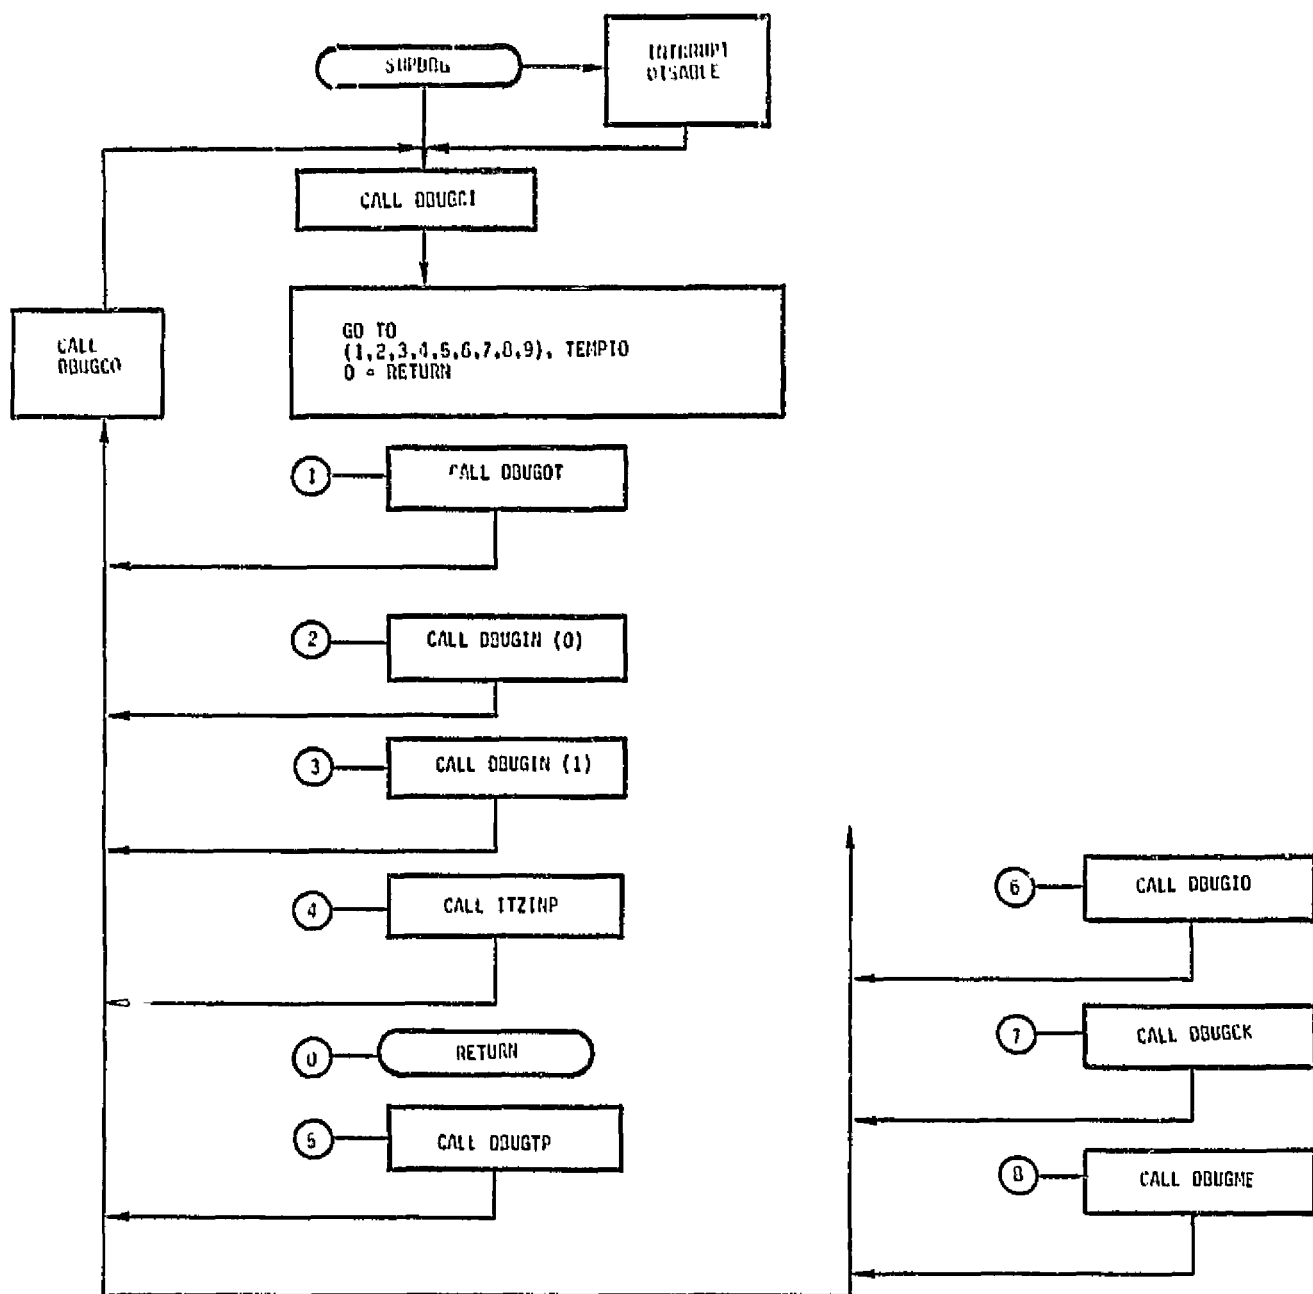 SUPDBG
INTERRUPT
DISABLE
CALL DBUGCI
CALL
DBUGCO
GO TO
(1,2,3,4,5,6,7,8,9), TEMPIO
0 = RETURN
1
CALL DBUGOT
2
CALL DBUGIN (0)
3
CALL DBUGIN (1)
4
CALL ITZINP
0
RETURN
5
CALL DBUGTP
6
CALL DBUGIO
7
CALL DBUGCK
8
CALL DBUGME